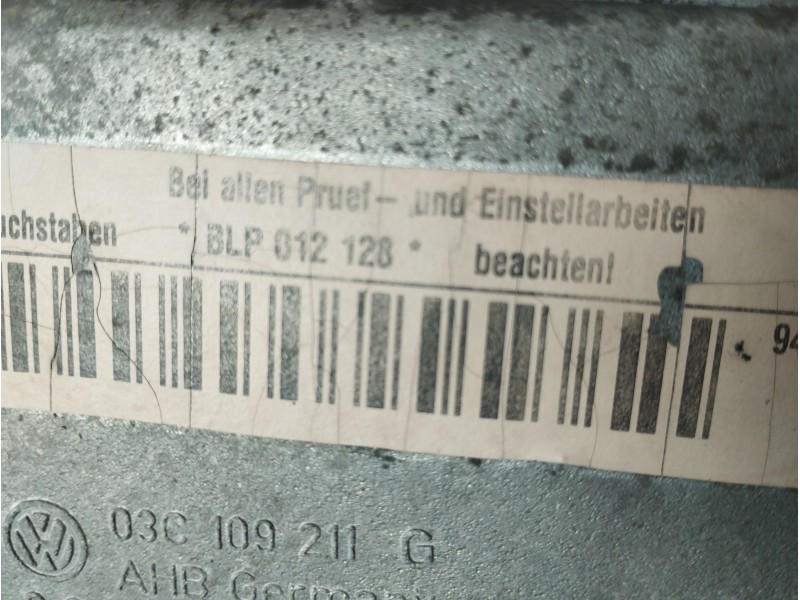 Bei allen Pruef- und Einstellarbeiten
uchstaben * BLP 012 128 * beachten!
94
03C 109 211 G
AHB Germany